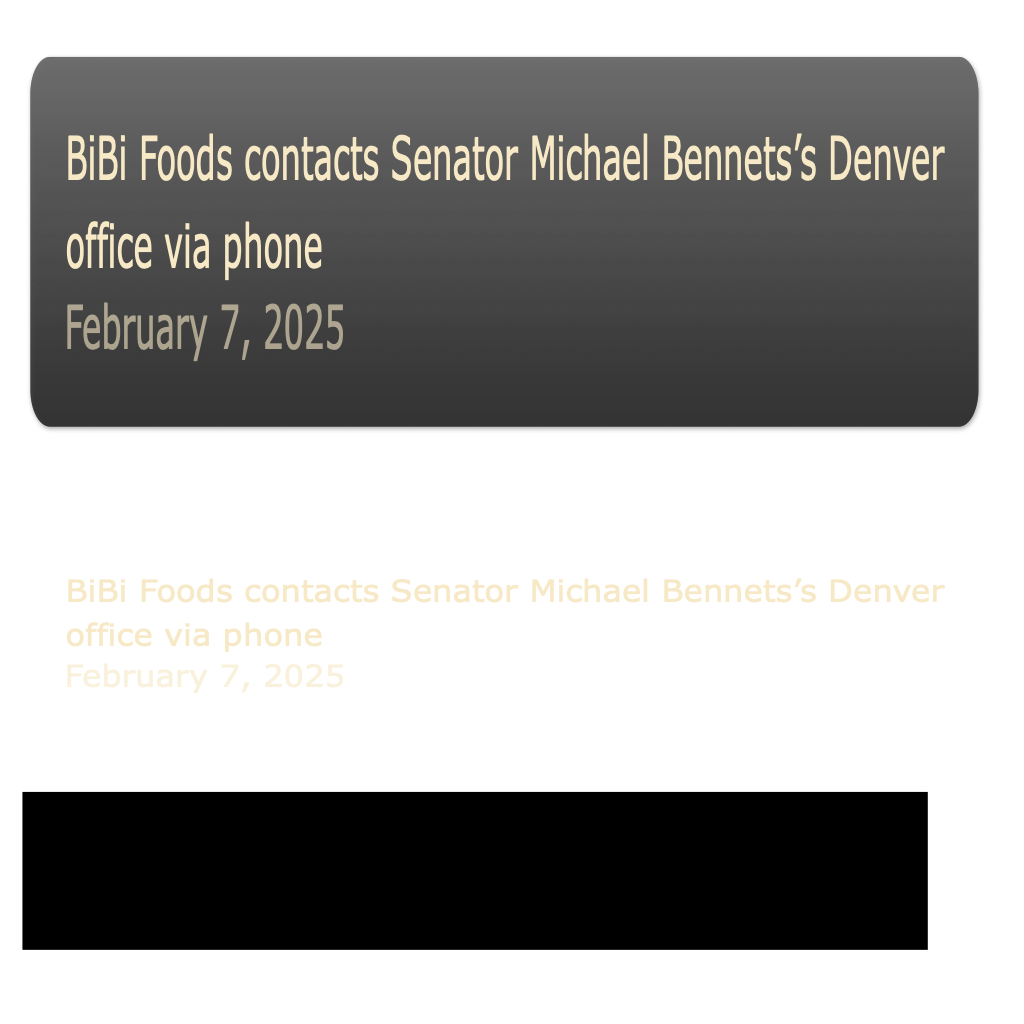 BiBi Foods contacts Senator Michael Bennets’s Denver
office via phone
February 7, 2025
BiBi Foods contacts Senator Michael Bennets’s Denver
office via phone
February 7, 2025